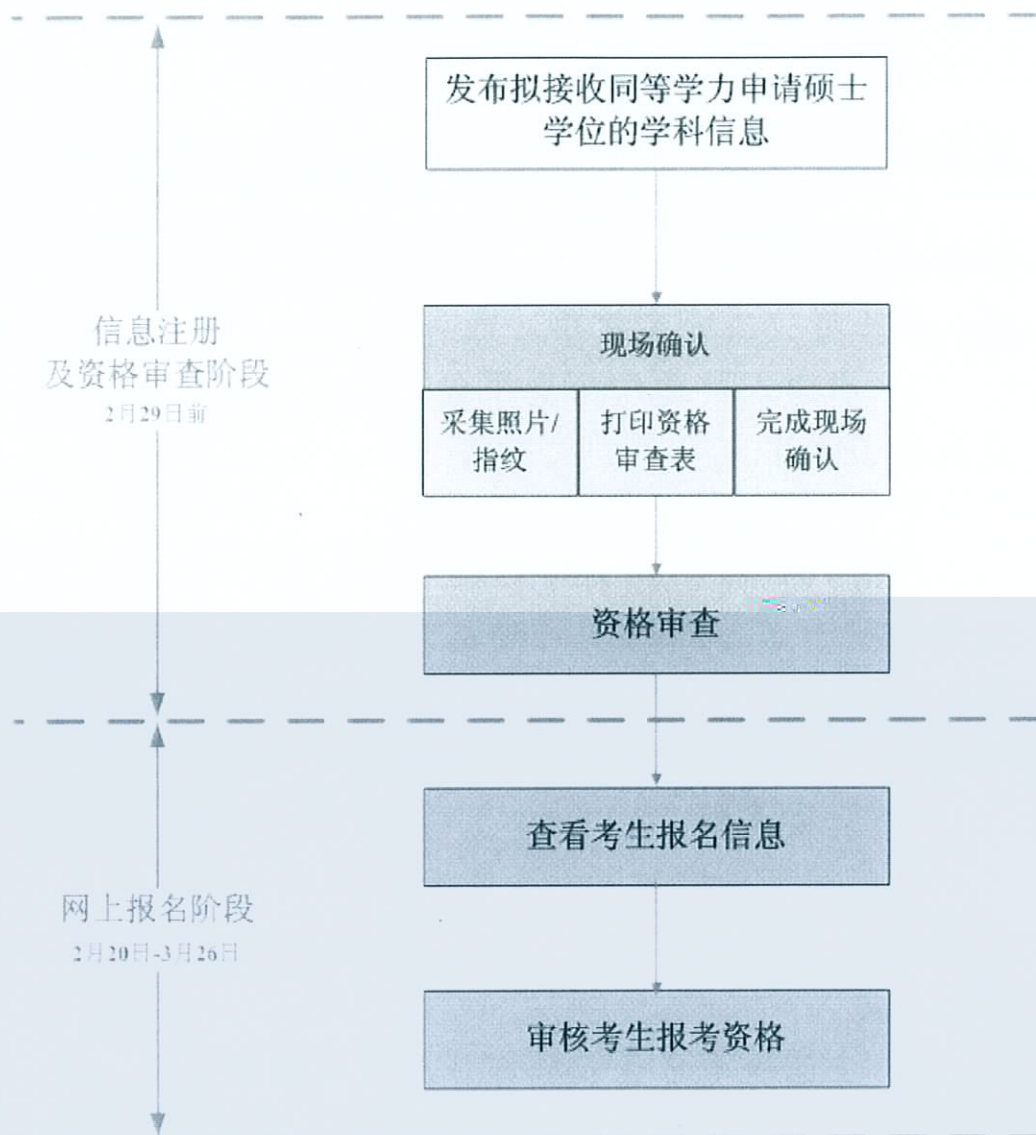 发布拟接收同等学力申请硕士
学位的学科信息
信息注册
及资格审查阶段
2月29日前
现场确认
采集照片/
指纹
打印资格
审查表
完成现场
确认
资格审查
查看考生报名信息
网上报名阶段
2月20日-3月26日
审核考生报考资格